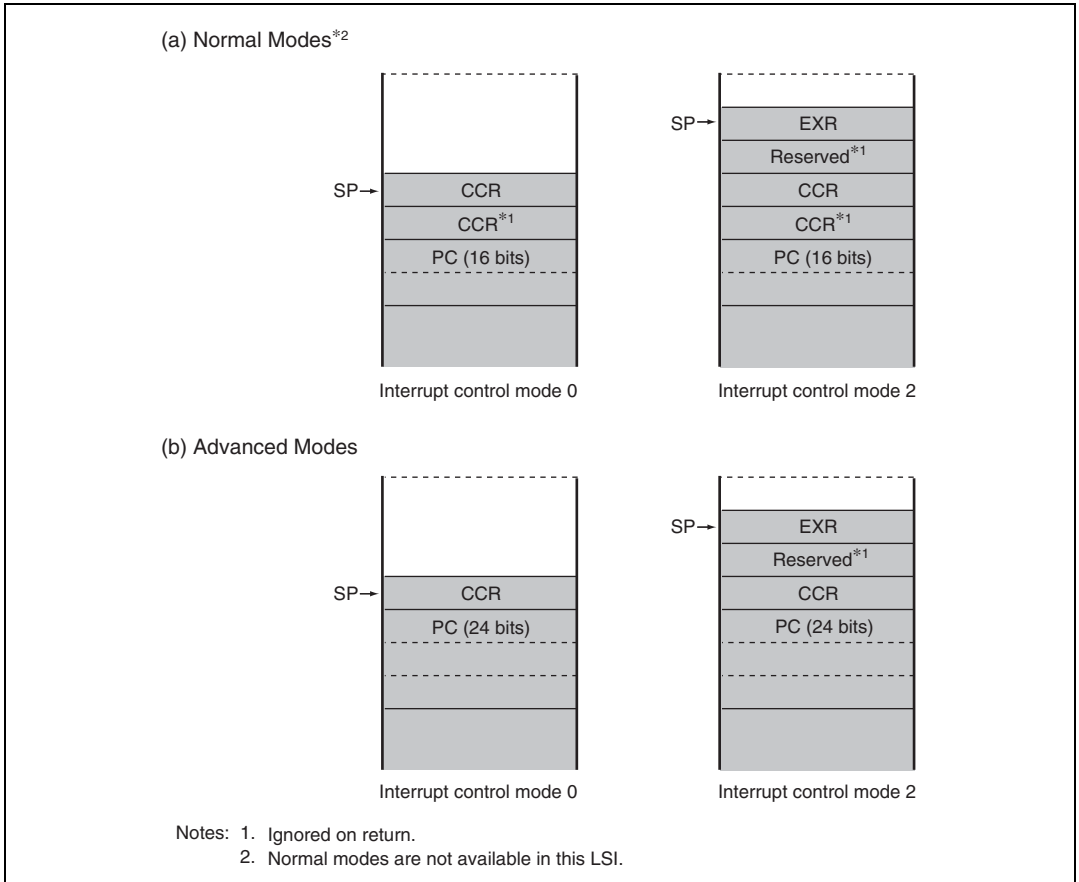 (a) Normal Modes*2
SP→ CCR
CCR*1
PC (16 bits)
Interrupt control mode 0
SP→ EXR
Reserved*1
CCR
CCR*1
PC (16 bits)
Interrupt control mode 2
(b) Advanced Modes
SP→ CCR
PC (24 bits)
Interrupt control mode 0
SP→ EXR
Reserved*1
CCR
PC (24 bits)
Interrupt control mode 2
Notes: 1. Ignored on return.
2. Normal modes are not available in this LSI.